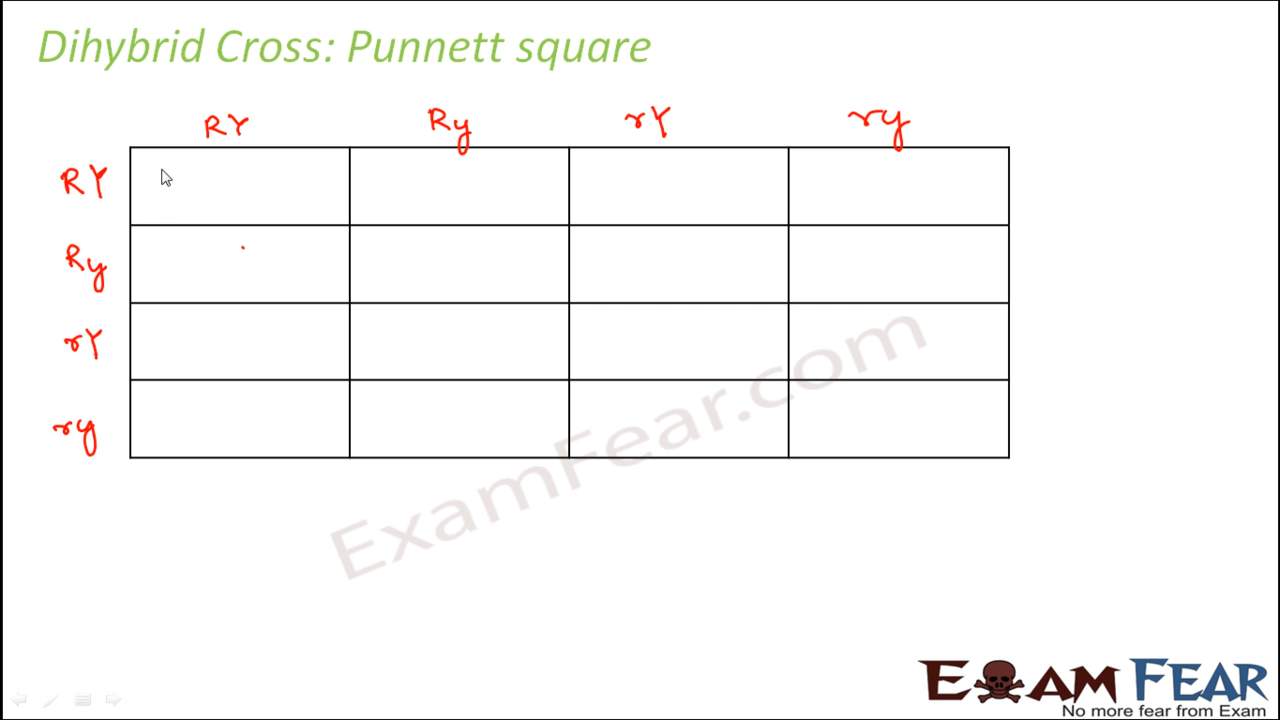 Dihybrid Cross: Punnett square
RY Ry rY ry
RY
Ry
rY
ry
ExamFear.com
EXAM FEAR
No more fear from Exam